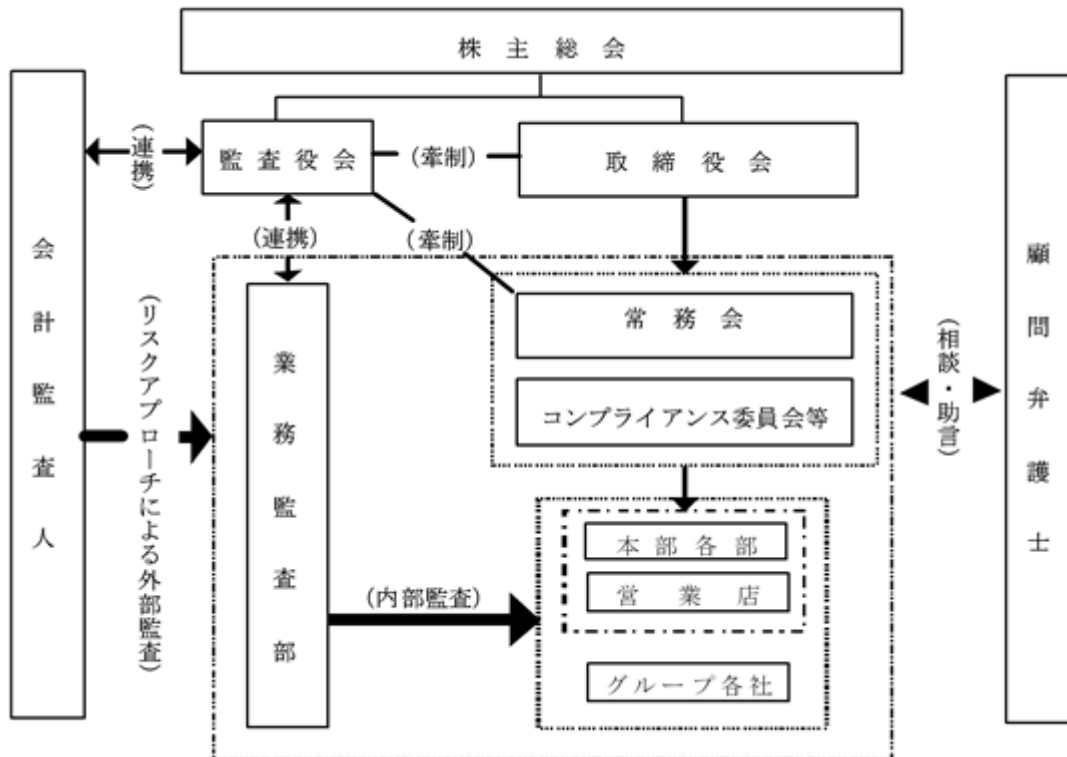 株主総会
(連携)
監査役会
(牽制)
取締役会
(連携)
(牽制)
会計監査人
(リスクアプローチによる外部監査)
業務監査部
常務会
コンプライアンス委員会等
(相談・助言)
顧問弁護士
本部各部
営業店
(内部監査)
グループ各社